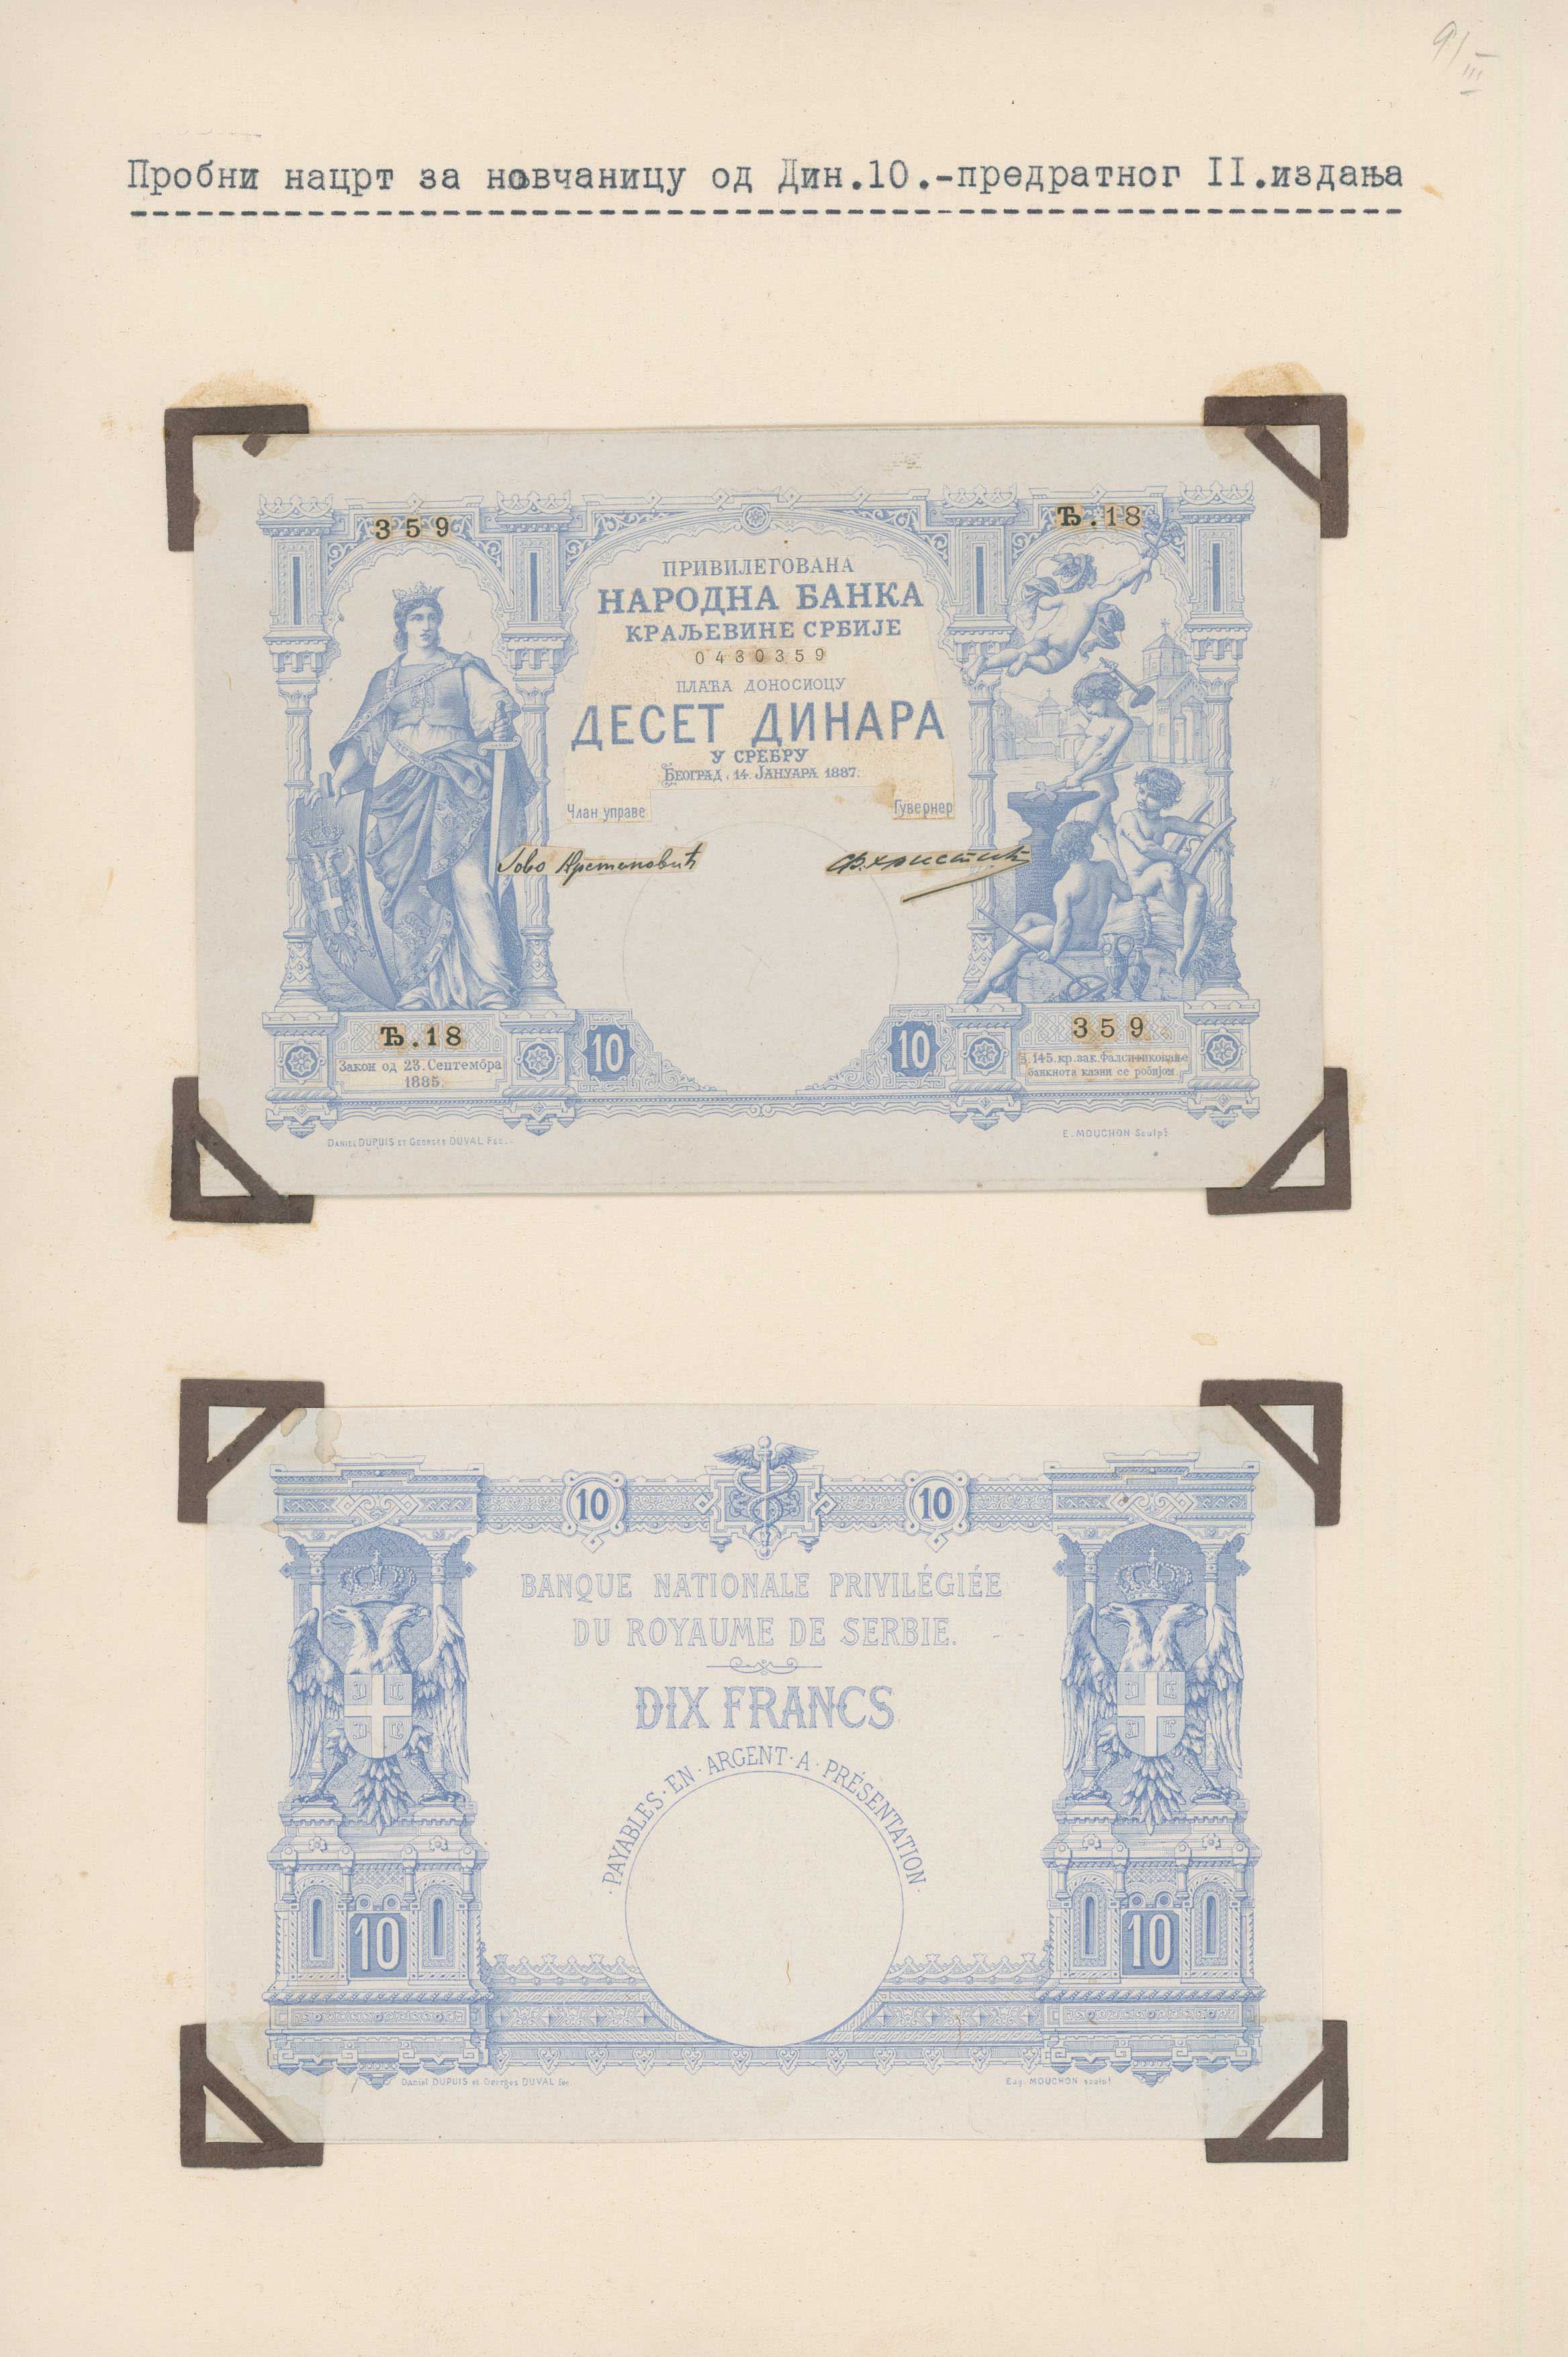 9/III
Пробни нацрт за новчаницу од Дин.10.-предратног II.издања
359
Ђ.18
ПРИВИЛЕГОВАНА
НАРОДНА БАНКА
КРАЉЕВИНЕ СРБИЈЕ
0430359
ПЛАЋА ДОНОСИОЦУ
ДЕСЕТ ДИНАРА
У СРЕБРУ
БЕОГРАД, 14. ЈАНУАРА 1887.
Члан управе
Гувернер
Ф. Христић
Ђ.18
10
10
359
Закон од 23. Септембра
1885.
145. кр. зак. Фалсификовање
банкнота казни се робијом.
DANIEL DUPUIS ET GEORGES DUVAL FEC.
E. MOUCHON Sculpt
10
10
BANQUE NATIONALE PRIVILÉGIÉE
DU ROYAUME DE SERBIE.
DIX FRANCS
· PAYABLES · EN · ARGENT · A · PRÉSENTATION ·
10
10
Daniel DUPUIS et Georges DUVAL fec.
Eug. MOUCHON sculpt